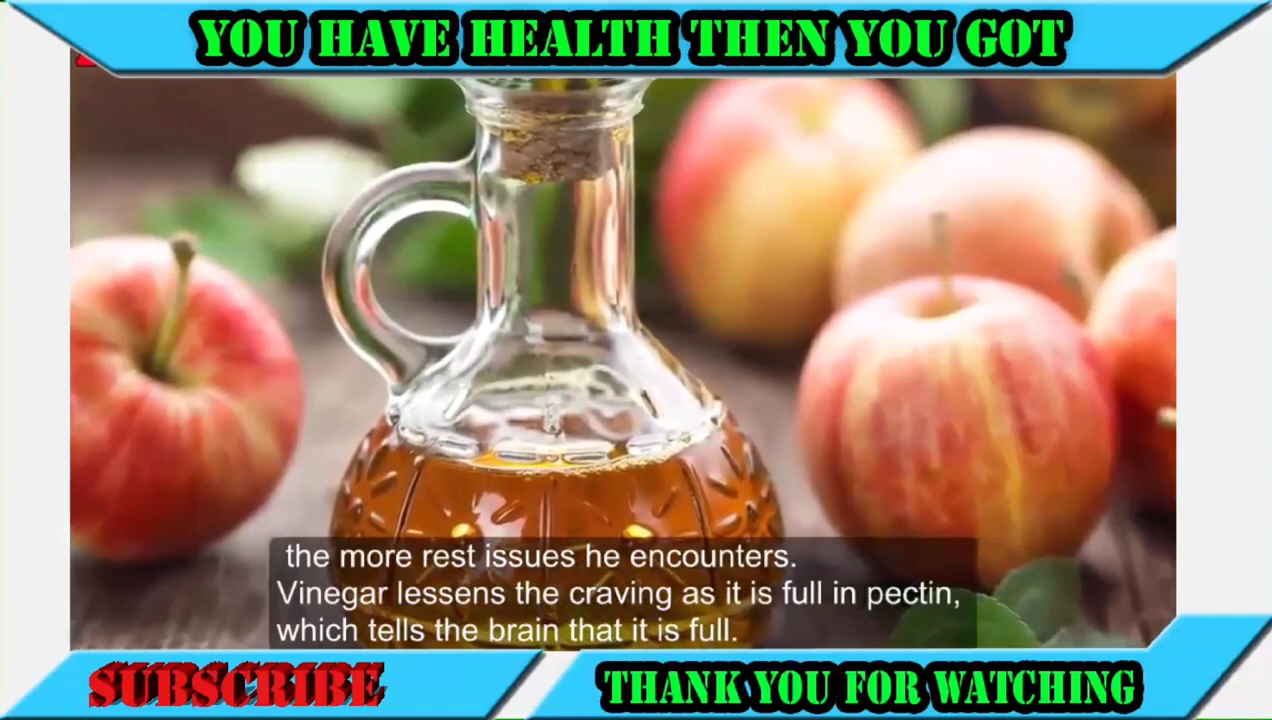 YOU HAVE HEALTH THEN YOU GOT
the more rest issues he encounters.
Vinegar lessens the craving as it is full in pectin,
which tells the brain that it is full.
SUBSCRIBE
THANK YOU FOR WATCHING